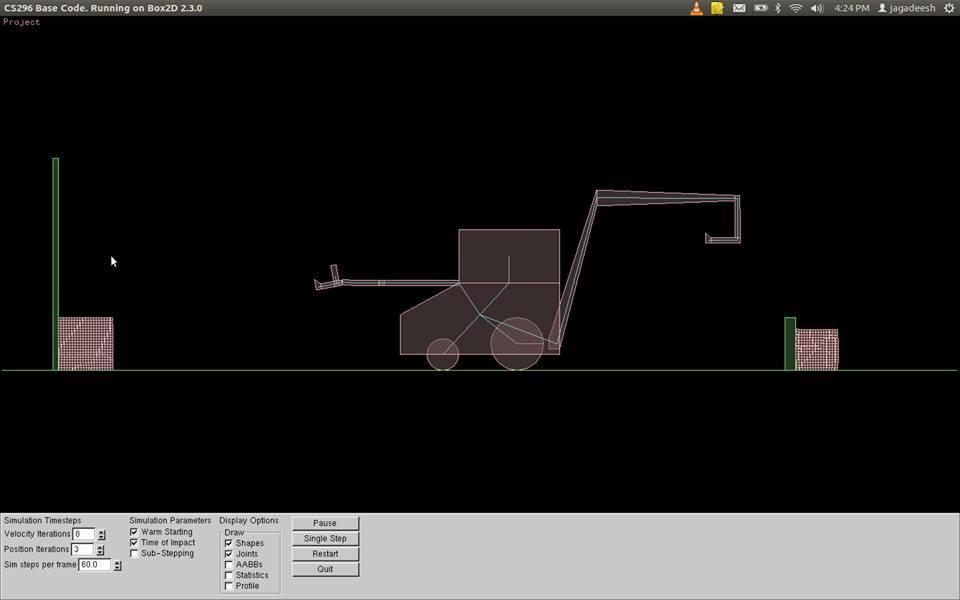 CS296 Base Code. Running on Box2D 2.3.0
4:24 PM
jagadeesh
Project
Simulation Timesteps
Velocity Iterations 8
Position Iterations 3
Sim steps per frame 60.0
Simulation Parameters
Warm Starting
Time of Impact
Sub-Stepping
Display Options
Draw
Shapes
Joints
AABBs
Statistics
Profile
Pause
Single Step
Restart
Quit